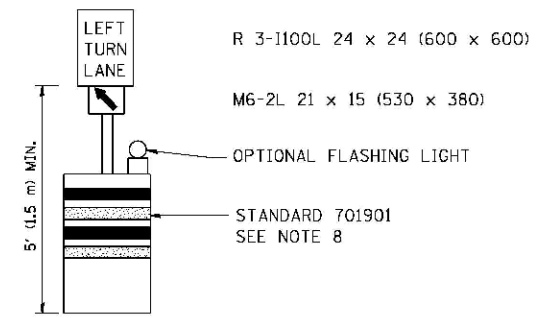 LEFT
TURN
LANE
R 3-I100L 24 x 24 (600 x 600)
M6-2L 21 x 15 (530 x 380)
OPTIONAL FLASHING LIGHT
STANDARD 701901
SEE NOTE 8
5' (1.5 m) MIN.